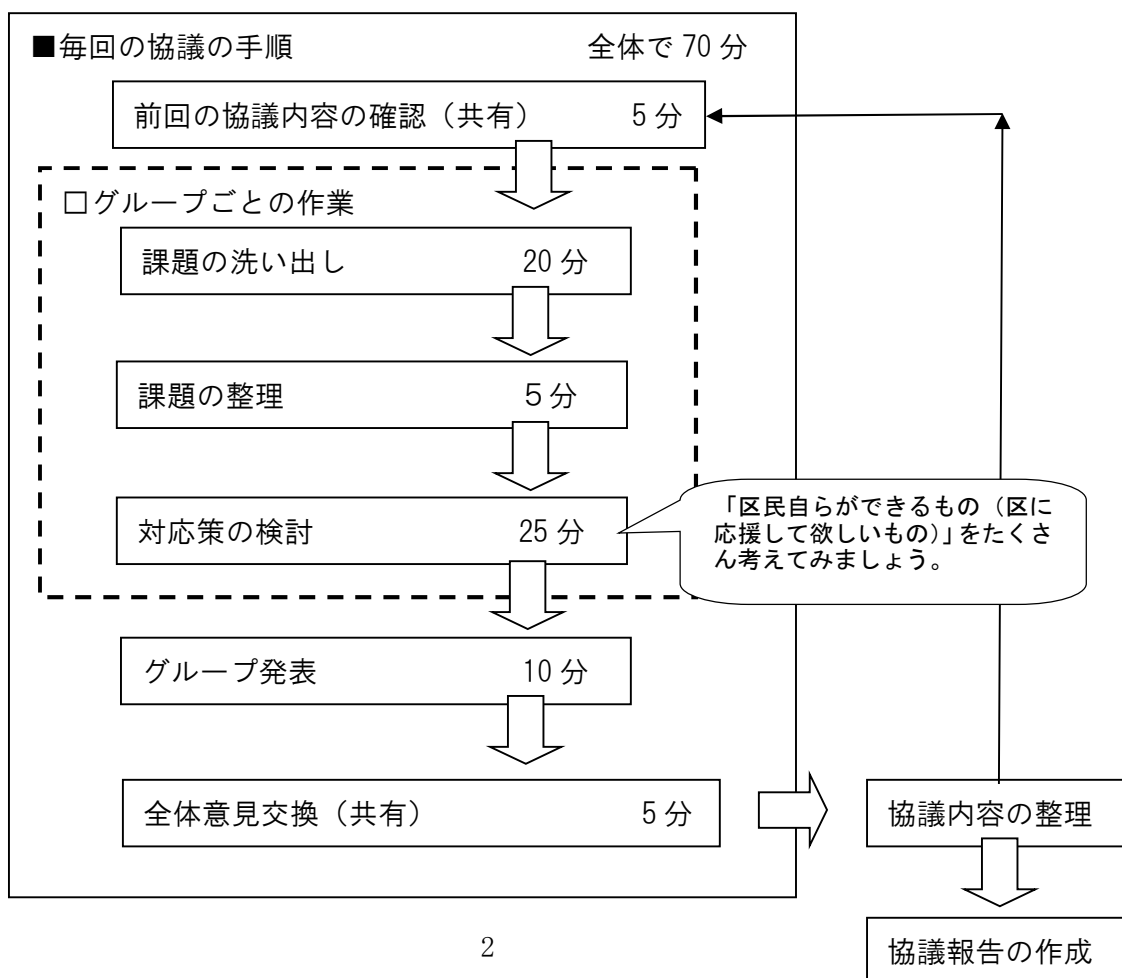 ■毎回の協議の手順 全体で 70 分
前回の協議内容の確認（共有） 5 分
□グループごとの作業
課題の洗い出し 20 分
課題の整理 ５分
対応策の検討 25 分
「区民自らができるもの（区に
応援して欲しいもの）」をたくさ
ん考えてみましょう。
グループ発表 10 分
全体意見交換（共有） 5 分
協議内容の整理
協議報告の作成
2